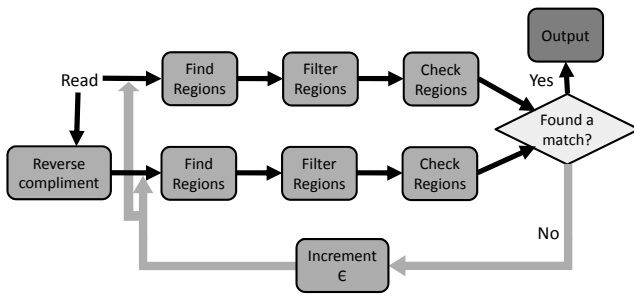 Output
Read
Find
Regions
Filter
Regions
Check
Regions
Yes
Found a
match?
Reverse
compliment
Find
Regions
Filter
Regions
Check
Regions
No
Increment
Є